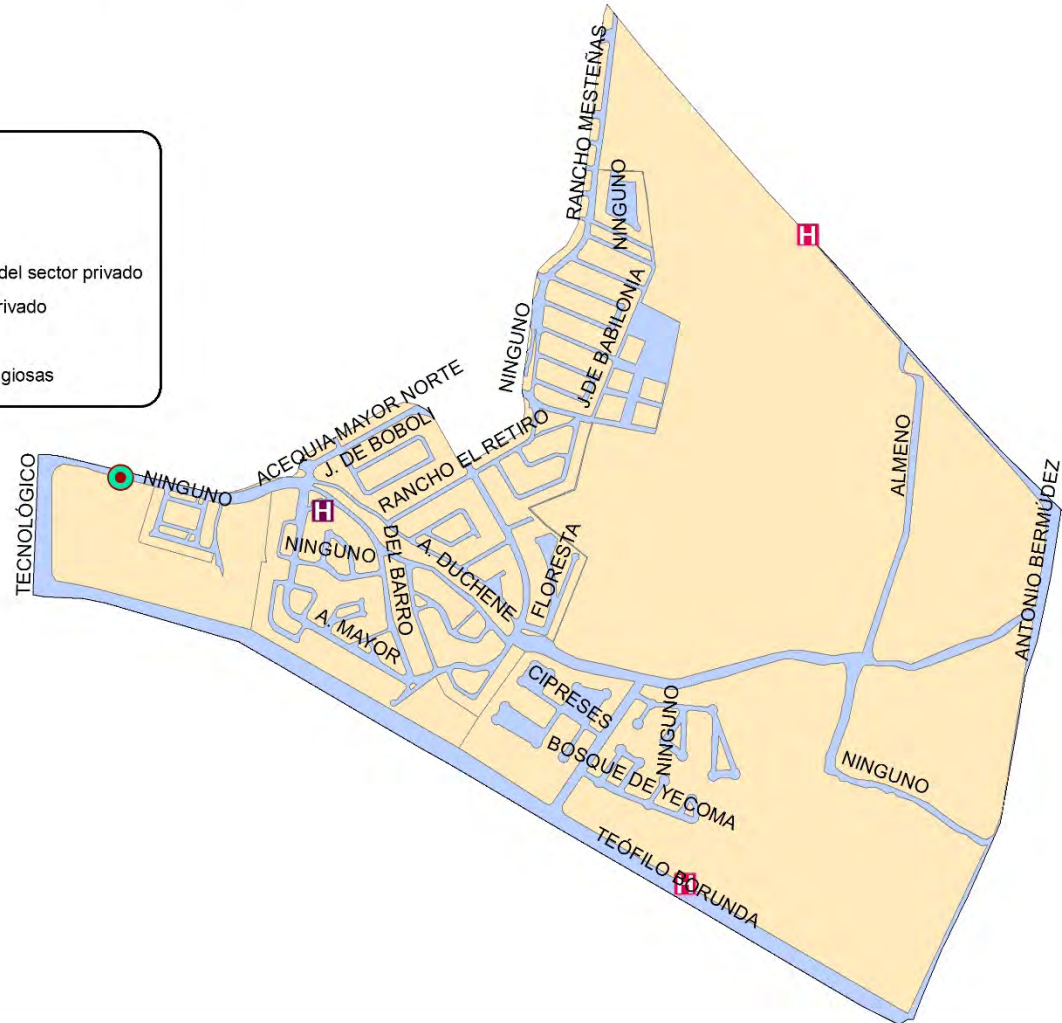 del sector privado
rivado
giosas
RANCHO MESTEÑAS
NINGUNO
H
J.DE BABILONIA
NINGUNO
ACEQUIA MAYOR NORTE
J. DE BOBOLI
RANCHO EL RETIRO
TECNOLÓGICO
NINGUNO
H
NINGUNO
DEL BARRO
A. DUCHENE
FLORESTA
A. MAYOR
ALMENO
ANTONIO BERMÚDEZ
CIPRESES
NINGUNO
BOSQUE DE YECOMA
NINGUNO
TEÓFILO BORUNDA
H